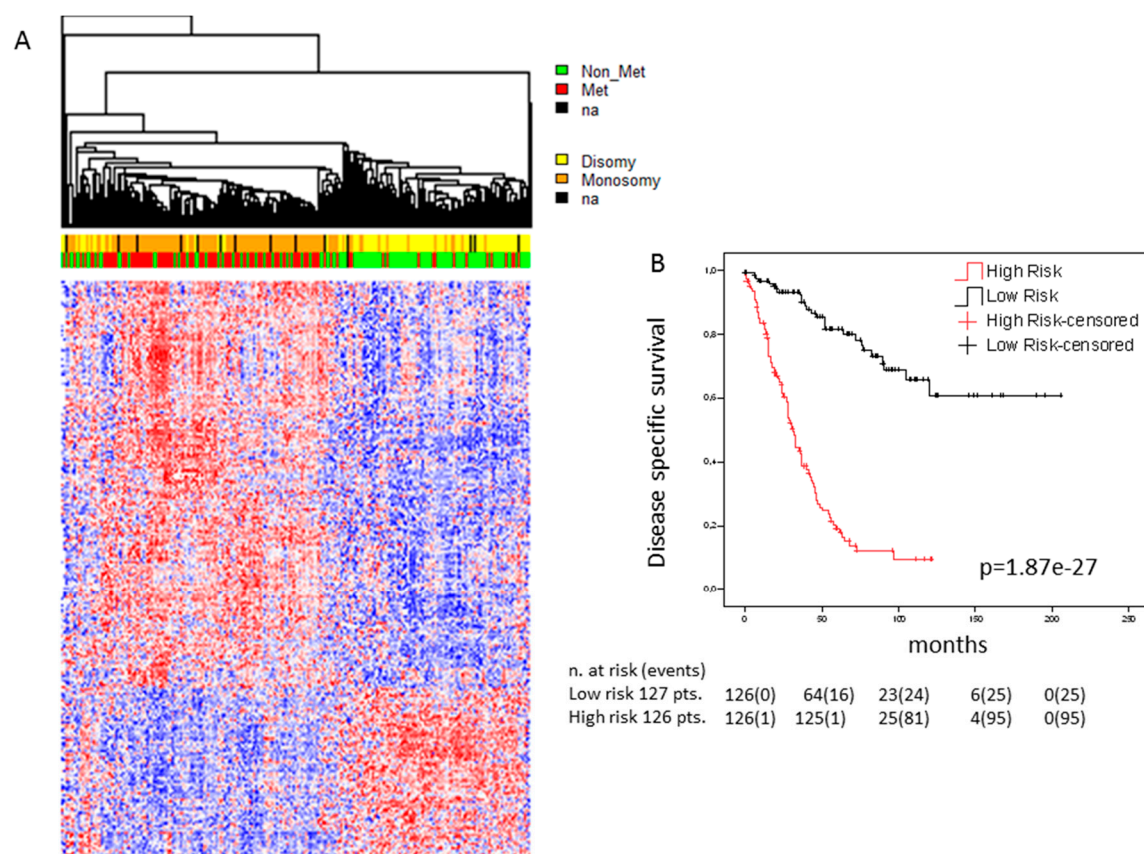 A
Non_Met
Met
na
Disomy
Monosomy
na
B
High Risk
Low Risk
High Risk-censored
Low Risk-censored
1,0
0,8
0,6
0,4
0,2
0,0
Disease specific survival
p=1.87e-27
0 50 100 150 200 250
months
n. at risk (events)
Low risk 127 pts. 126(0) 64(16) 23(24) 6(25) 0(25)
High risk 126 pts. 126(1) 125(1) 25(81) 4(95) 0(95)